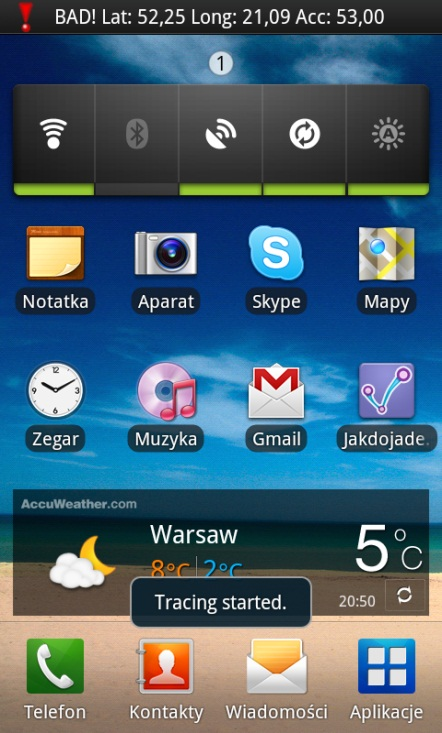 BAD! Lat: 52,25 Long: 21,09 Acc: 53,00
1
A
Notatka
Aparat
Skype
Mapy
Zegar
Muzyka
Gmail
Jakdojade.
AccuWeather.com
Warsaw
5°C
8°C 2°C
Tracing started.
20:50
Telefon
Kontakty
Wiadomości
Aplikacje